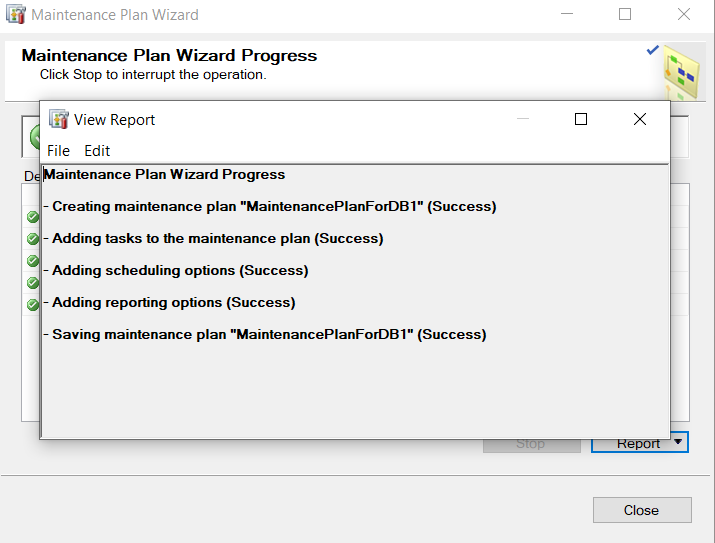 Maintenance Plan Wizard
Maintenance Plan Wizard Progress
Click Stop to interrupt the operation.
View Report
File Edit
Maintenance Plan Wizard Progress
- Creating maintenance plan "MaintenancePlanForDB1" (Success)
- Adding tasks to the maintenance plan (Success)
- Adding scheduling options (Success)
- Adding reporting options (Success)
- Saving maintenance plan "MaintenancePlanForDB1" (Success)
Stop Report
Close